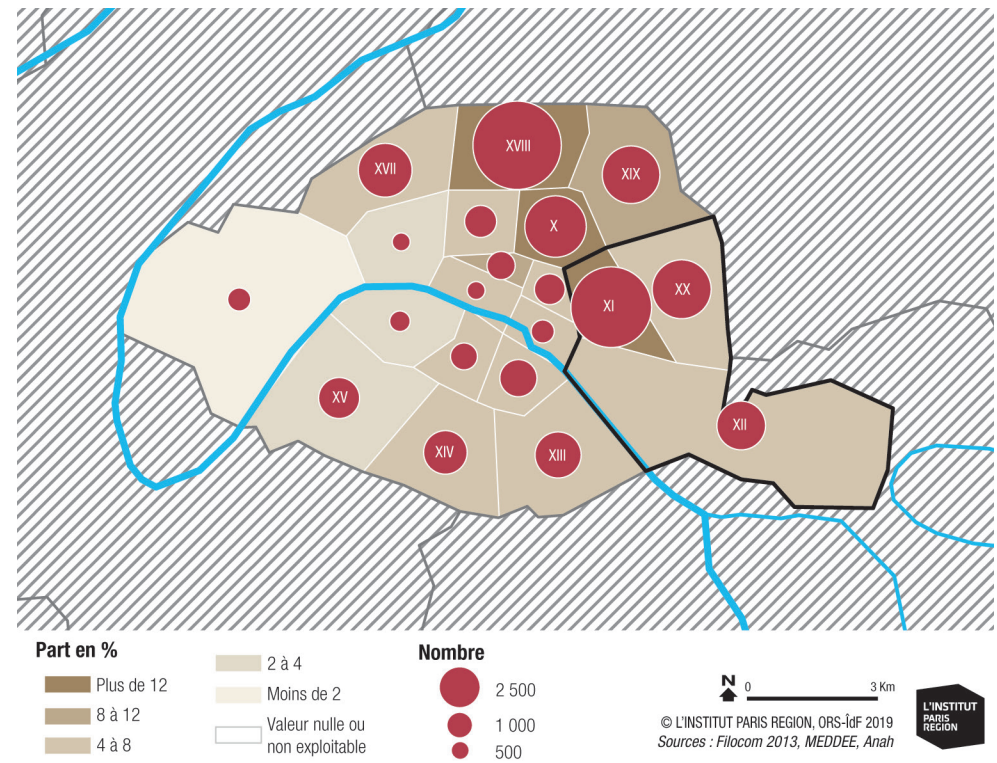 XVIII
XVII
XIX
X
XI
XX
XV
XII
XIV
XIII
Part en %
Plus de 12
8 à 12
4 à 8
2 à 4
Moins de 2
Valeur nulle ou
non exploitable
Nombre
2 500
1 000
500
N
0 3 Km
© L'INSTITUT PARIS REGION, ORS-ÎdF 2019
Sources : Filocom 2013, MEDDEE, Anah
L'INSTITUT
PARIS
REGION